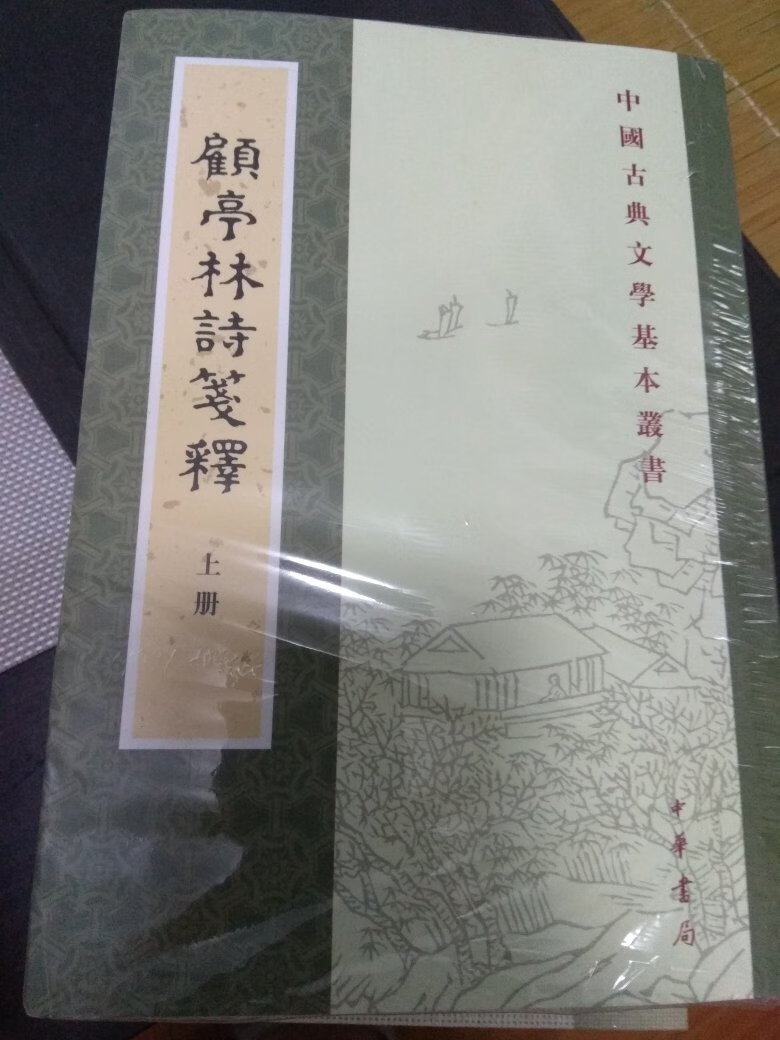 中國古典文學基本叢書
顧亭林詩箋釋
上册
中華書局